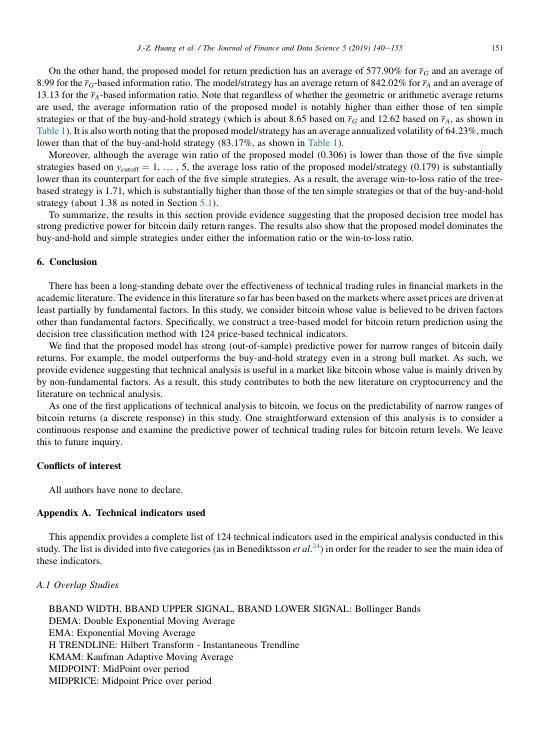 J.-Z. Huang et al. / The Journal of Finance and Data Science 5 (2019) 140–155 151
On the other hand, the proposed model for return prediction has an average of 577.90% for r̅G and an average of
8.99 for the r̅G-based information ratio. The model/strategy has an average return of 842.02% for r̅A and an average of
13.13 for the r̅A-based information ratio. Note that regardless of whether the geometric or arithmetic average returns
are used, the average information ratio of the proposed model is notably higher than either those of ten simple
strategies or that of the buy-and-hold strategy (which is about 8.65 based on r̅G and 12.62 based on r̅A, as shown in
Table 1). It is also worth noting that the proposed model/strategy has an average annualized volatility of 64.23%, much
lower than that of the buy-and-hold strategy (83.17%, as shown in Table 1).
Moreover, although the average win ratio of the proposed model (0.306) is lower than those of the five simple
strategies based on ycutoff = 1, … , 5, the average loss ratio of the proposed model/strategy (0.179) is substantially
lower than its counterpart for each of the five simple strategies. As a result, the average win-to-loss ratio of the tree-
based strategy is 1.71, which is substantially higher than those of the ten simple strategies or that of the buy-and-hold
strategy (about 1.38 as noted in Section 5.1).
To summarize, the results in this section provide evidence suggesting that the proposed decision tree model has
strong predictive power for bitcoin daily return ranges. The results also show that the proposed model dominates the
buy-and-hold and simple strategies under either the information ratio or the win-to-loss ratio.
6. Conclusion
There has been a long-standing debate over the effectiveness of technical trading rules in financial markets in the
academic literature. The evidence in this literature so far has been based on the markets where asset prices are driven at
least partially by fundamental factors. In this study, we consider bitcoin whose value is believed to be driven factors
other than fundamental factors. Specifically, we construct a tree-based model for bitcoin return prediction using the
decision tree classification method with 124 price-based technical indicators.
We find that the proposed model has strong (out-of-sample) predictive power for narrow ranges of bitcoin daily
returns. For example, the model outperforms the buy-and-hold strategy even in a strong bull market. As such, we
provide evidence suggesting that technical analysis is useful in a market like bitcoin whose value is mainly driven by
by non-fundamental factors. As a result, this study contributes to both the new literature on cryptocurrency and the
literature on technical analysis.
As one of the first applications of technical analysis to bitcoin, we focus on the predictability of narrow ranges of
bitcoin returns (a discrete response) in this study. One straightforward extension of this analysis is to consider a
continuous response and examine the predictive power of technical trading rules for bitcoin return levels. We leave
this to future inquiry.
Conflicts of interest
All authors have none to declare.
Appendix A. Technical indicators used
This appendix provides a complete list of 124 technical indicators used in the empirical analysis conducted in this
study. The list is divided into five categories (as in Benediktsson et al.24) in order for the reader to see the main idea of
these indicators.
A.1 Overlap Studies
BBAND WIDTH, BBAND UPPER SIGNAL, BBAND LOWER SIGNAL: Bollinger Bands
DEMA: Double Exponential Moving Average
EMA: Exponential Moving Average
H TRENDLINE: Hilbert Transform - Instantaneous Trendline
KMAM: Kaufman Adaptive Moving Average
MIDPOINT: MidPoint over period
MIDPRICE: Midpoint Price over period